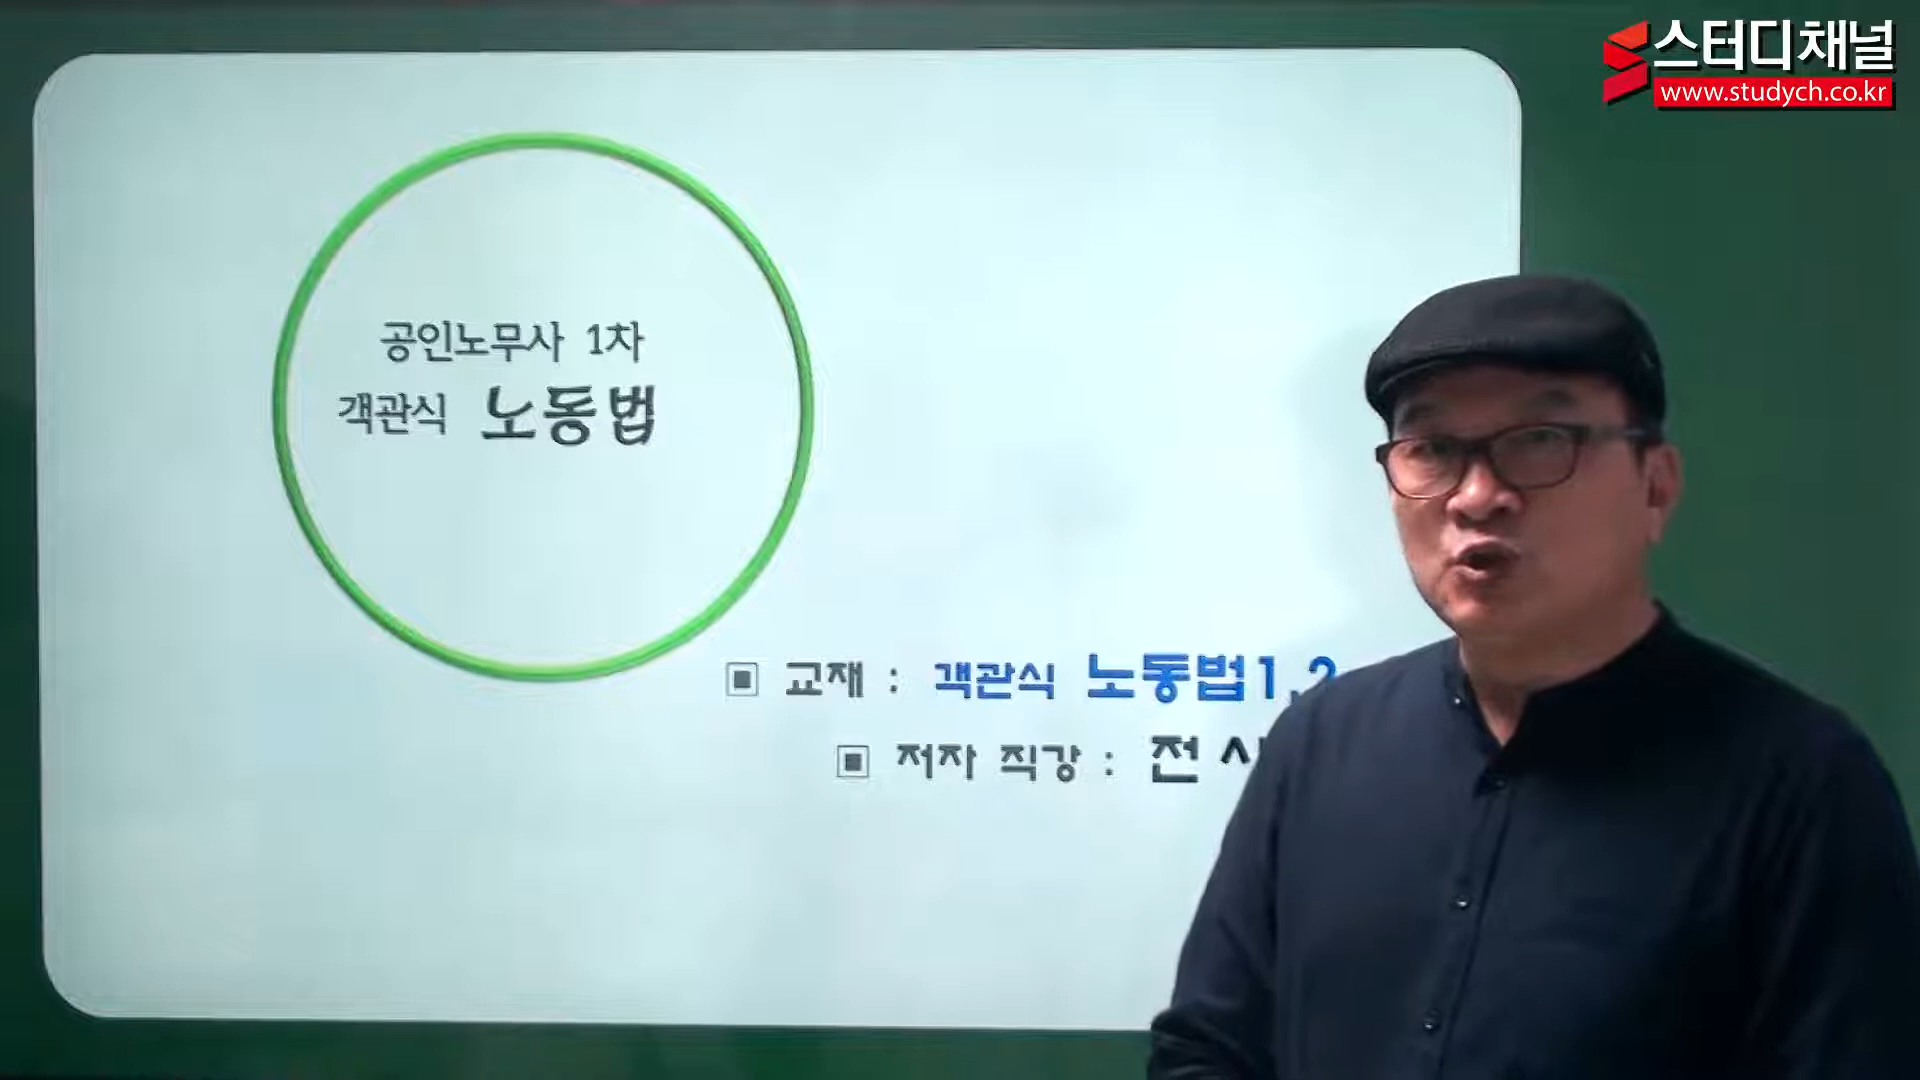 스터디채널
www.studych.co.kr
공인노무사 1차
객관식 노동법
▣ 교재 : 객관식 노동법1,2
▣ 저자 직강 : 전